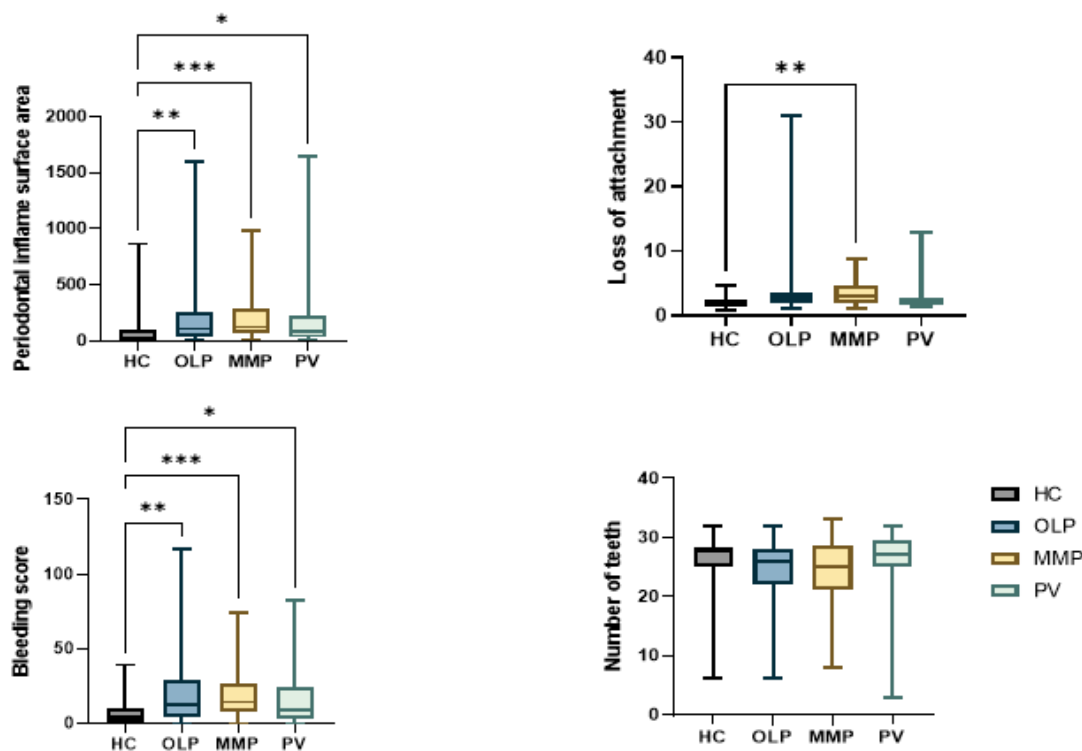 *
***
**
Periodontal inflame surface area
2000
1500
1000
500
0
HC OLP MMP PV
**
Loss of attachment
40
30
20
10
0
HC OLP MMP PV
*
***
**
Bleeding score
150
100
50
0
HC OLP MMP PV
Number of teeth
40
30
20
10
0
HC OLP MMP PV
HC
OLP
MMP
PV